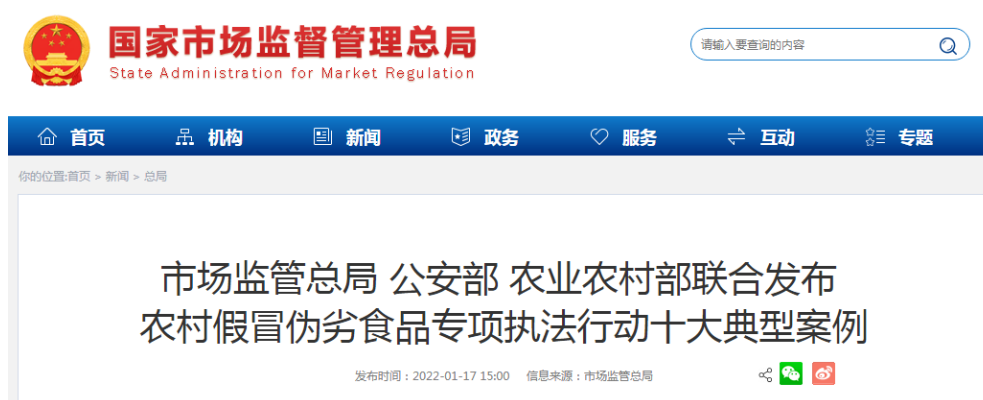 国家市场监督管理总局
State Administration for Market Regulation
请输入要查询的内容
首页 机构 新闻 政务 服务 互动 专题
你的位置:首页 > 新闻 > 总局
市场监管总局 公安部 农业农村部联合发布
农村假冒伪劣食品专项执法行动十大典型案例
发布时间：2022-01-17 15:00 信息来源：市场监管总局